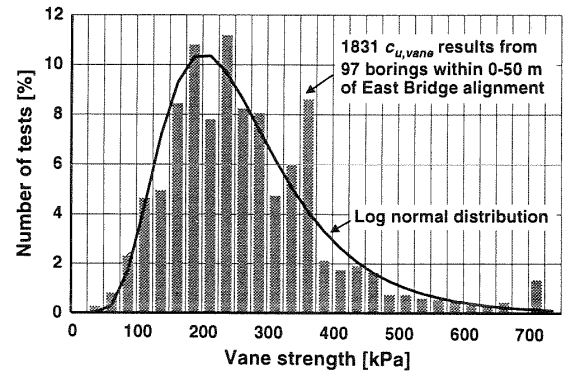 12
10
8
6
4
2
0
Number of tests [%]
1831 cu,vane results from
97 borings within 0-50 m
of East Bridge alignment
Log normal distribution
0 100 200 300 400 500 600 700
Vane strength [kPa]